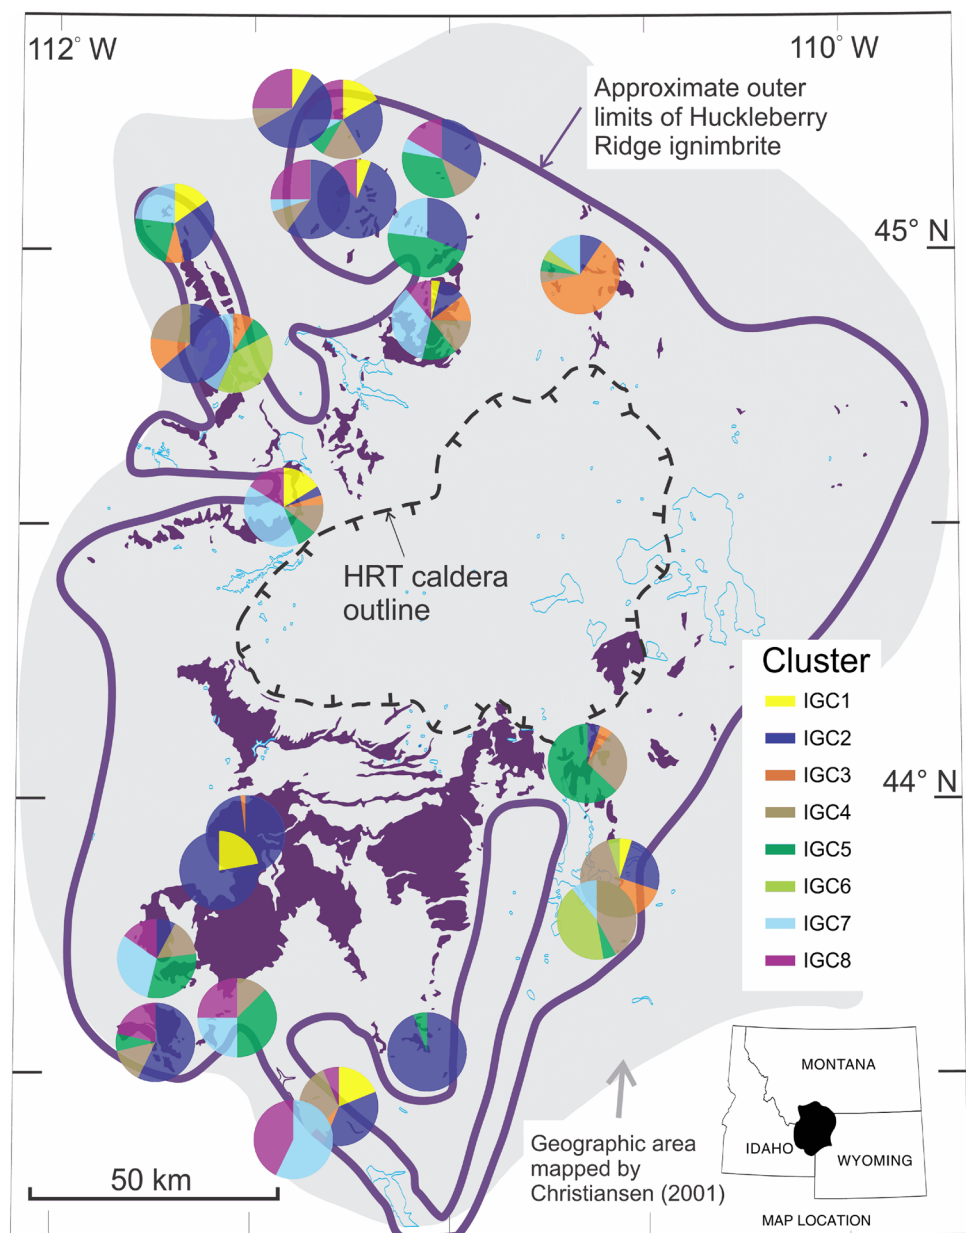 112° W
110° W
Approximate outer
limits of Huckleberry
Ridge ignimbrite
45° N
HRT caldera
outline
Cluster
IGC1
IGC2
IGC3
IGC4
IGC5
IGC6
IGC7
IGC8
44° N
50 km
Geographic area
mapped by
Christiansen (2001)
MONTANA
IDAHO
WYOMING
MAP LOCATION